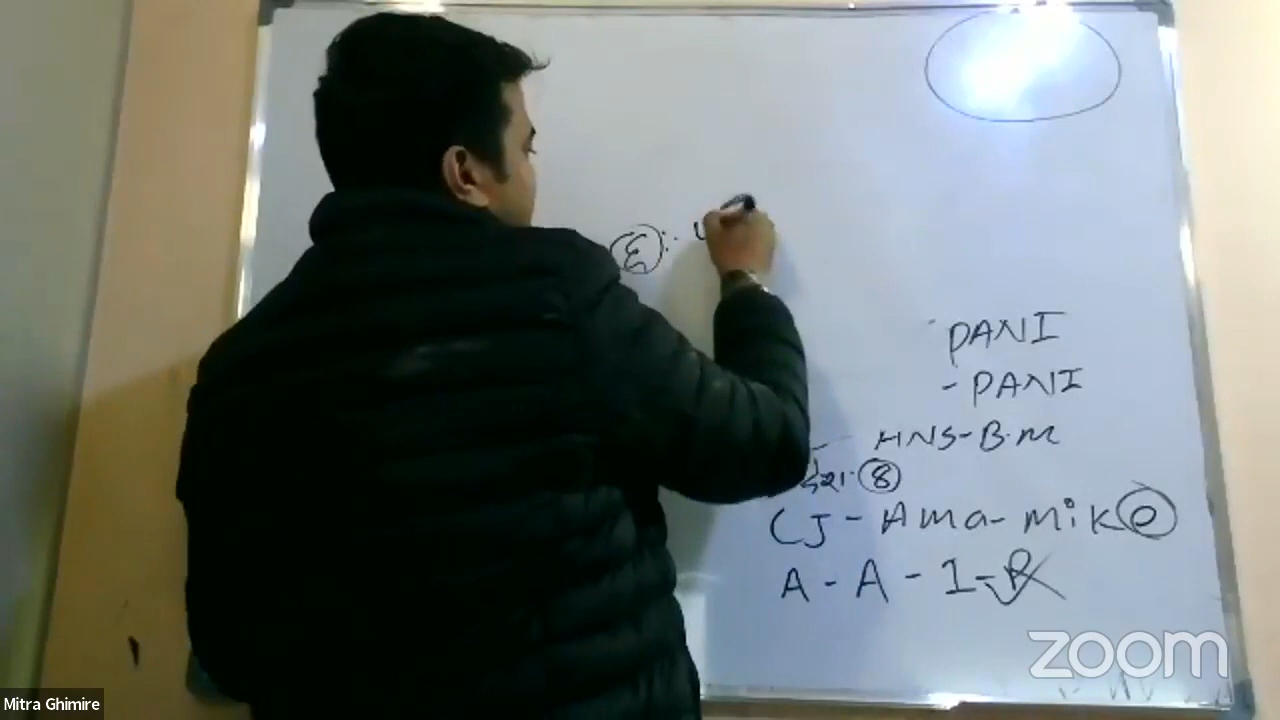 PANI
- PANI
HNS-B.M
8
CJ - Ama - mike
A - A - 1 - R
zoom
Mitra Ghimire